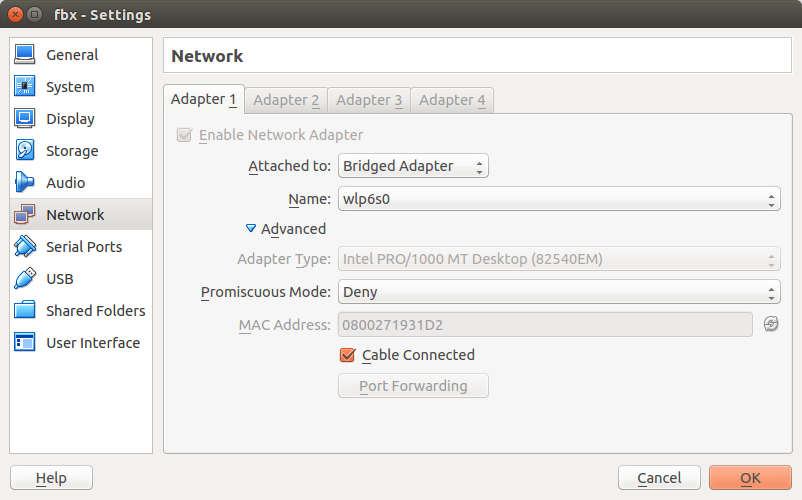 fbx - Settings
General
System
Display
Storage
Audio
Network
Serial Ports
USB
Shared Folders
User Interface
Network
Adapter 1 Adapter 2 Adapter 3 Adapter 4
Enable Network Adapter
Attached to: Bridged Adapter
Name: wlp6s0
Advanced
Adapter Type: Intel PRO/1000 MT Desktop (82540EM)
Promiscuous Mode: Deny
MAC Address: 0800271931D2
Cable Connected
Port Forwarding
Help Cancel OK